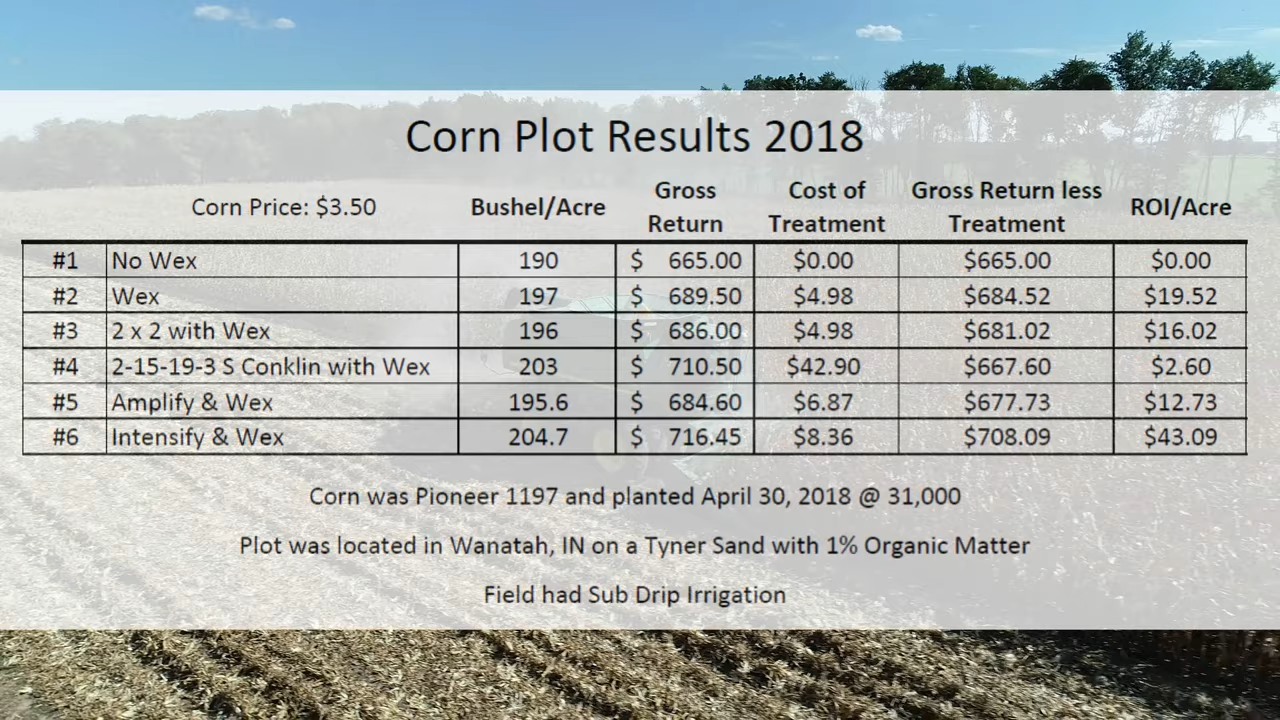 Corn Plot Results 2018
Corn Price: $3.50 Bushel/Acre Gross Return Cost of Treatment Gross Return less Treatment ROI/Acre
#1 No Wex 190 $ 665.00 $0.00 $665.00 $0.00
#2 Wex 197 $ 689.50 $4.98 $684.52 $19.52
#3 2 x 2 with Wex 196 $ 686.00 $4.98 $681.02 $16.02
#4 2-15-19-3 S Conklin with Wex 203 $ 710.50 $42.90 $667.60 $2.60
#5 Amplify & Wex 195.6 $ 684.60 $6.87 $677.73 $12.73
#6 Intensify & Wex 204.7 $ 716.45 $8.36 $708.09 $43.09
Corn was Pioneer 1197 and planted April 30, 2018 @ 31,000
Plot was located in Wanatah, IN on a Tyner Sand with 1% Organic Matter
Field had Sub Drip Irrigation